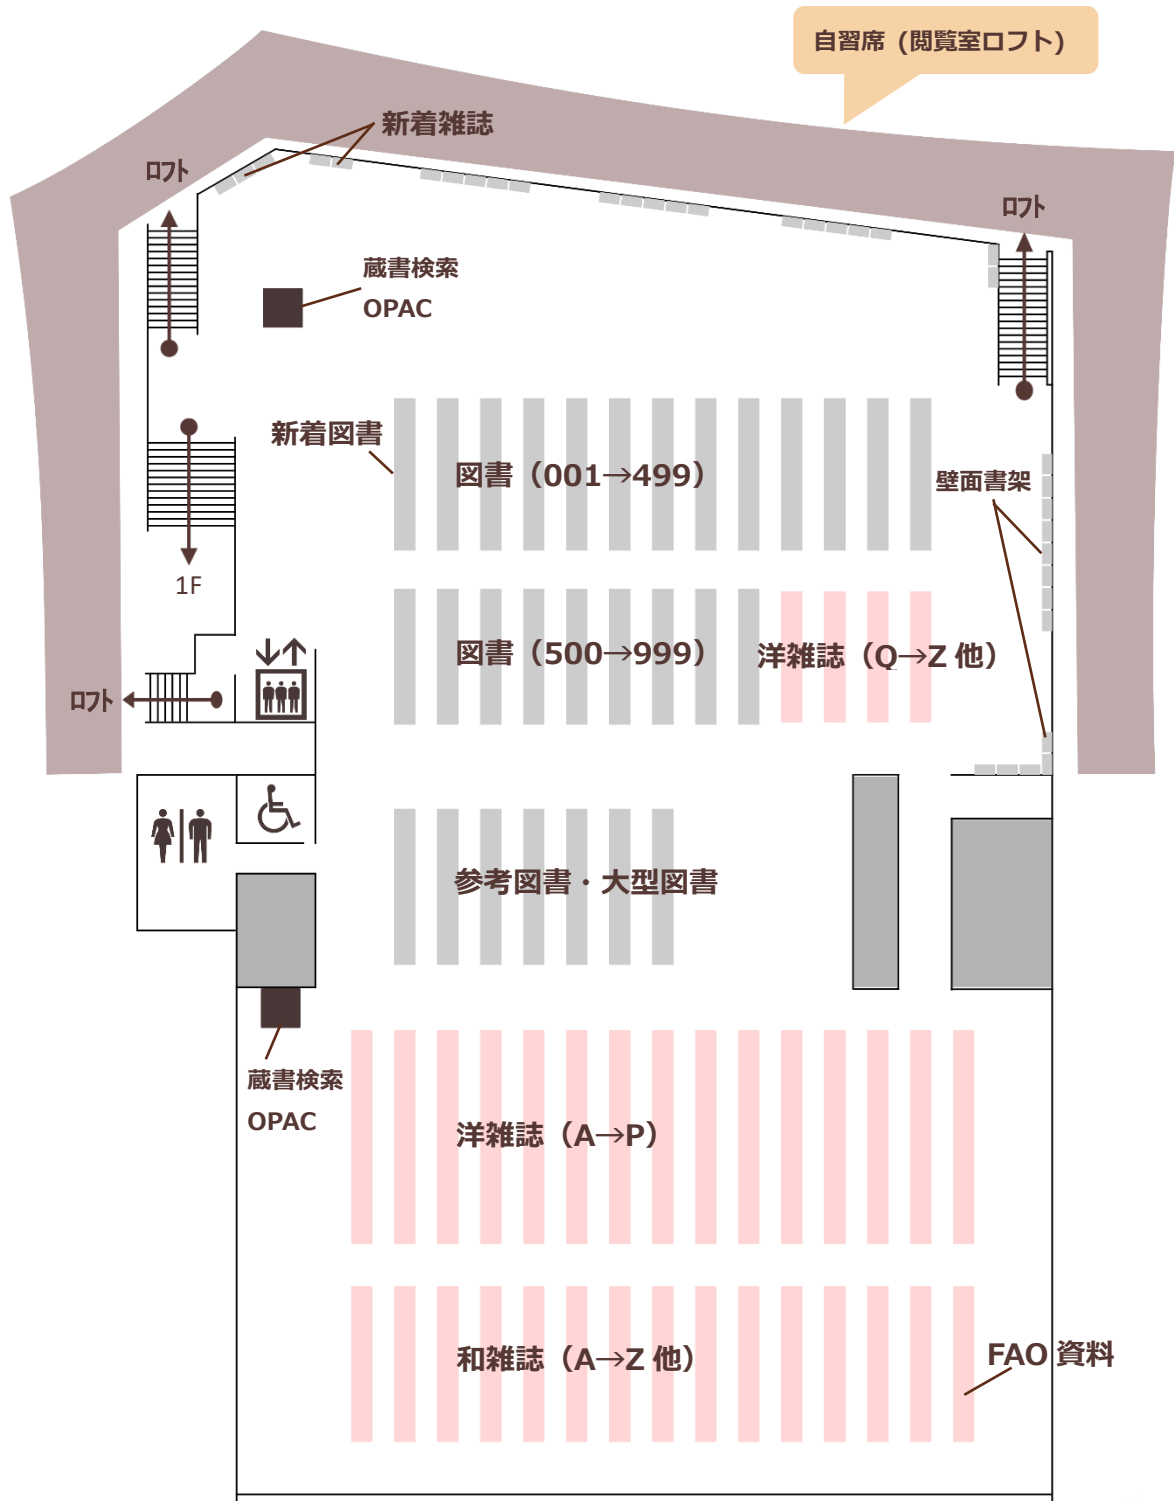 自習席 (閲覧室ロフト)
新着雑誌
ロフト
ロフト
蔵書検索
OPAC
新着図書
図書（001→499）
壁面書架
1F
図書（500→999）
洋雑誌（Q→Z 他）
ロフト
参考図書・大型図書
蔵書検索
OPAC
洋雑誌（A→P）
和雑誌（A→Z 他）
FAO 資料